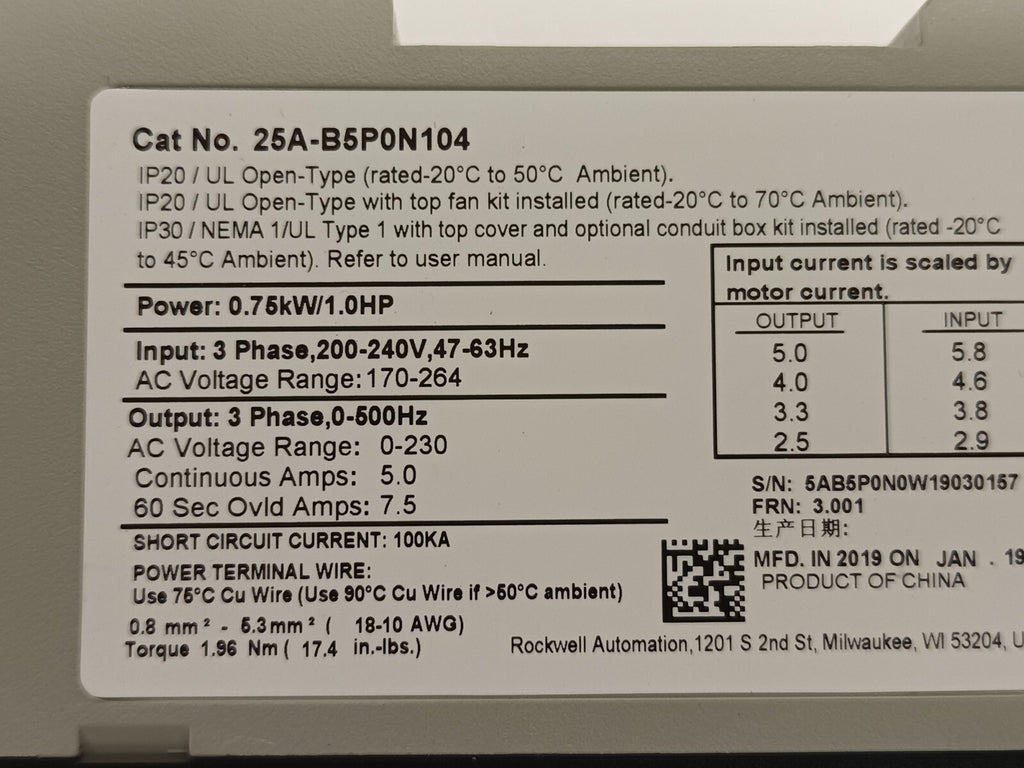 Cat No. 25A-B5P0N104
IP20 / UL Open-Type (rated-20°C to 50°C Ambient).
IP20 / UL Open-Type with top fan kit installed (rated-20°C to 70°C Ambient).
IP30 / NEMA 1/UL Type 1 with top cover and optional conduit box kit installed (rated -20°C
to 45°C Ambient). Refer to user manual.
Power: 0.75kW/1.0HP
Input: 3 Phase,200-240V,47-63Hz
AC Voltage Range:170-264
Output: 3 Phase,0-500Hz
AC Voltage Range: 0-230
Continuous Amps: 5.0
60 Sec Ovld Amps: 7.5
SHORT CIRCUIT CURRENT: 100KA
POWER TERMINAL WIRE:
Use 75°C Cu Wire (Use 90°C Cu Wire if >50°C ambient)
0.8 mm² - 5.3mm² ( 18-10 AWG)
Torque 1.96 Nm ( 17.4 in.-lbs.)
Input current is scaled by
motor current.
OUTPUT INPUT
5.0 5.8
4.0 4.6
3.3 3.8
2.5 2.9
S/N: 5AB5P0N0W19030157
FRN: 3.001
生产日期:
MFD. IN 2019 ON JAN . 19
PRODUCT OF CHINA
Rockwell Automation,1201 S 2nd St, Milwaukee, WI 53204,